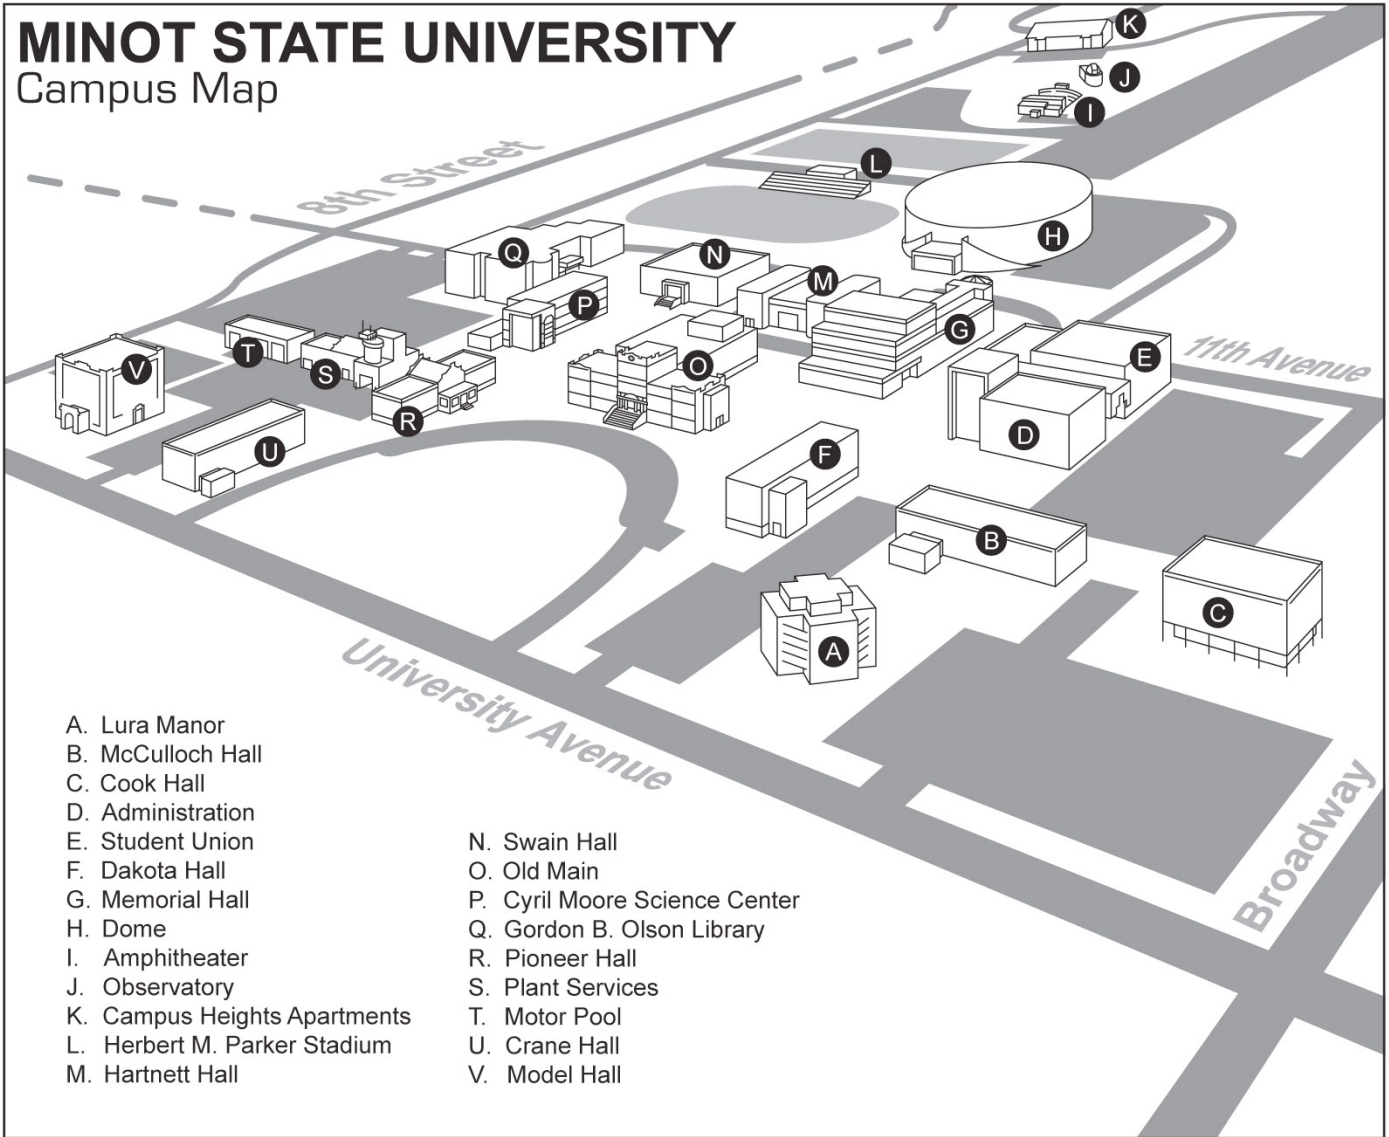 MINOT STATE UNIVERSITY
Campus Map
K
J
I
8th Street
L
H
Q
N
M
P
G
T
V
S
O
E
11th Avenue
R
U
F
D
B
C
A
University Avenue
Broadway
A. Lura Manor
B. McCulloch Hall
C. Cook Hall
D. Administration
E. Student Union
F. Dakota Hall
G. Memorial Hall
H. Dome
I. Amphitheater
J. Observatory
K. Campus Heights Apartments
L. Herbert M. Parker Stadium
M. Hartnett Hall
N. Swain Hall
O. Old Main
P. Cyril Moore Science Center
Q. Gordon B. Olson Library
R. Pioneer Hall
S. Plant Services
T. Motor Pool
U. Crane Hall
V. Model Hall